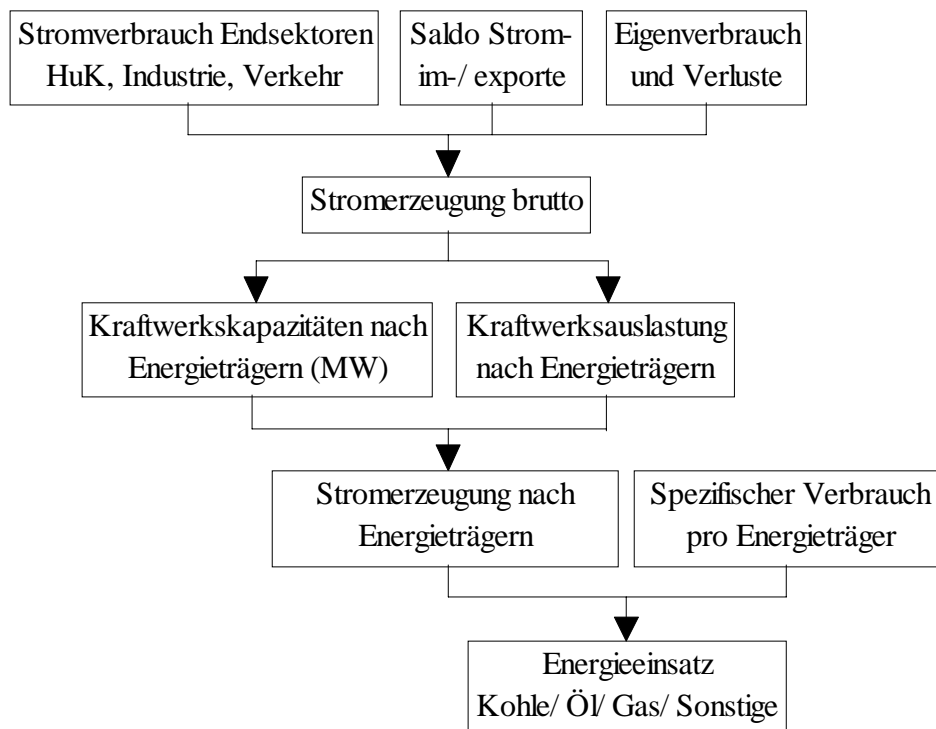 Stromverbrauch Endsektoren
HuK, Industrie, Verkehr
Saldo Strom-
im-/ exporte
Eigenverbrauch
und Verluste
Stromerzeugung brutto
Kraftwerkskapazitäten nach
Energieträgern (MW)
Kraftwerksauslastung
nach Energieträgern
Stromerzeugung nach
Energieträgern
Spezifischer Verbrauch
pro Energieträger
Energieeinsatz
Kohle/ Öl/ Gas/ Sonstige